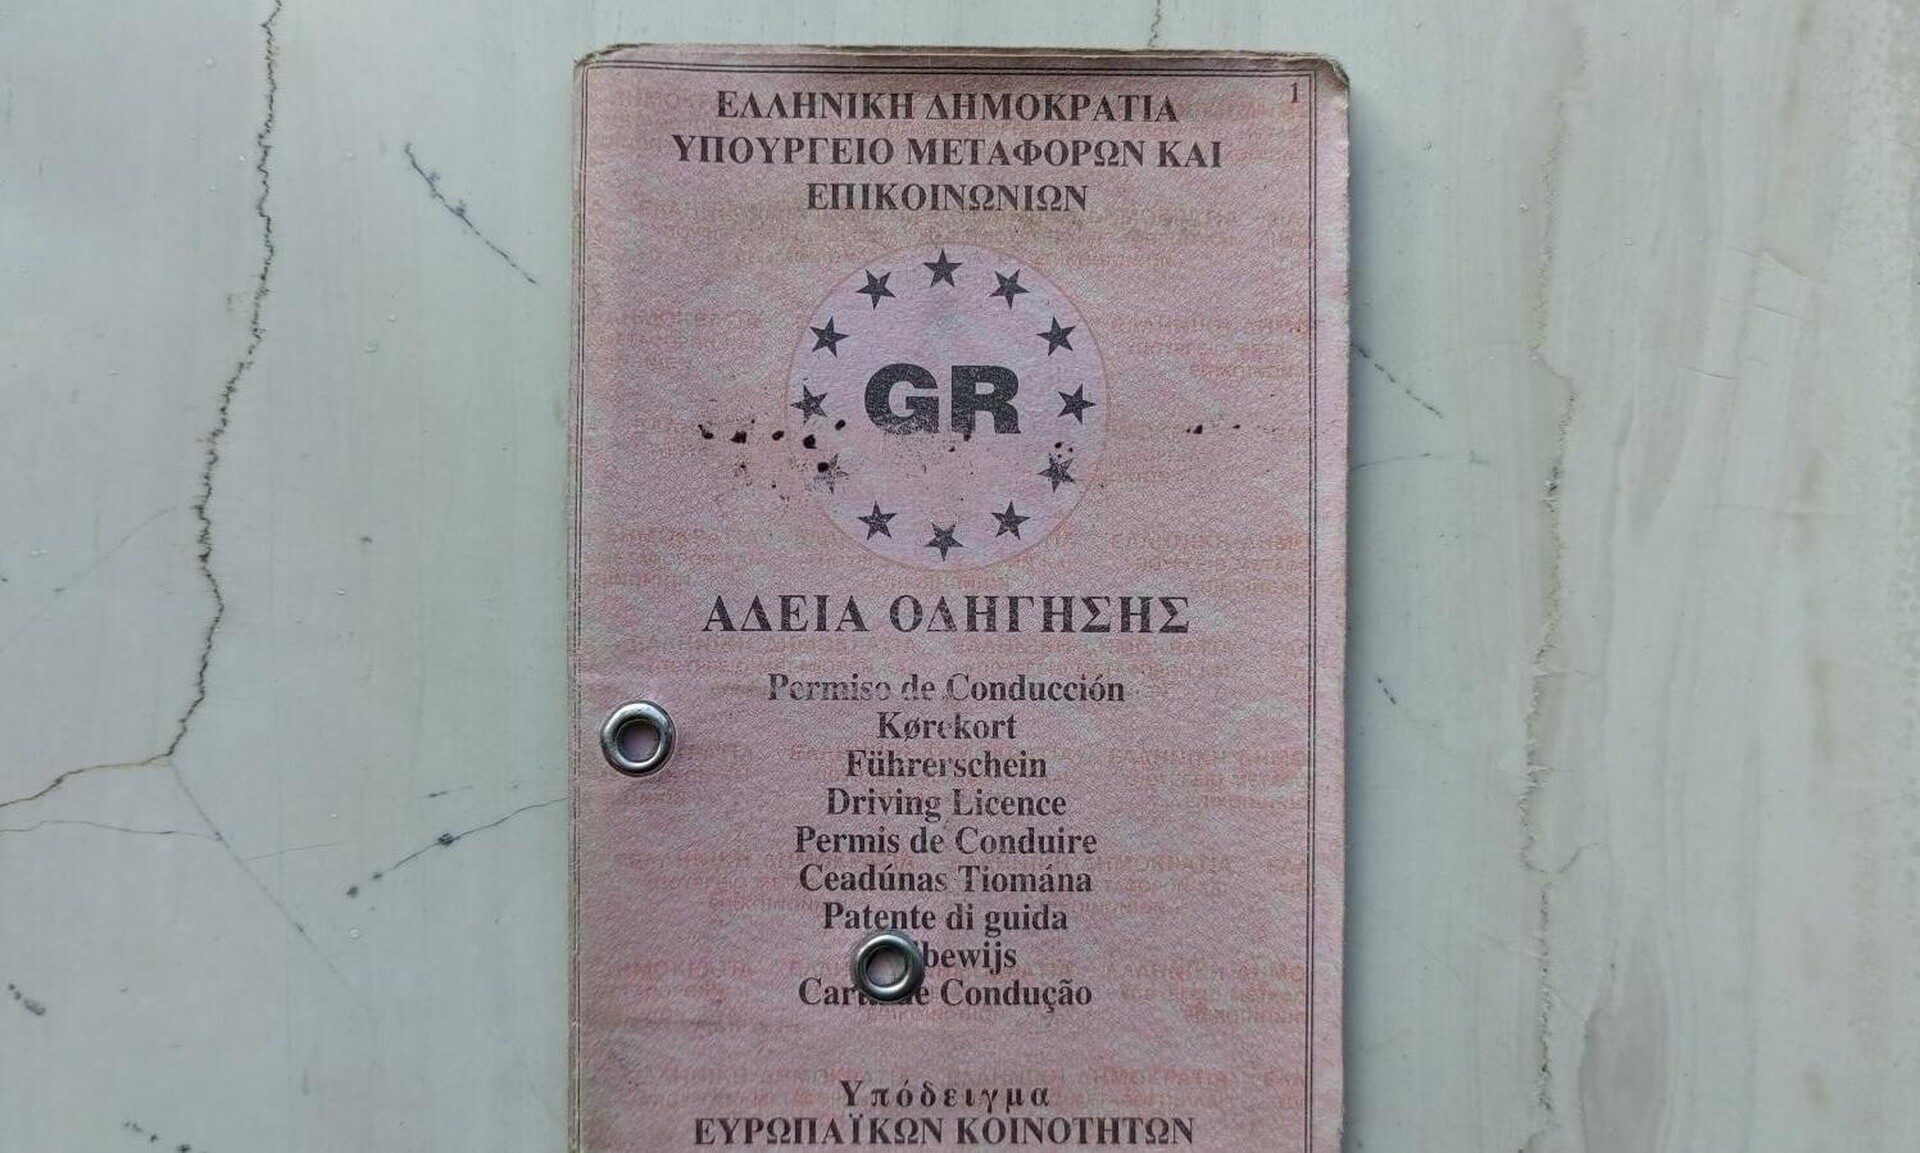 1
ΕΛΛΗΝΙΚΗ ΔΗΜΟΚΡΑΤΙΑ
ΥΠΟΥΡΓΕΙΟ ΜΕΤΑΦΟΡΩΝ ΚΑΙ
ΕΠΙΚΟΙΝΩΝΙΩΝ
GR
ΑΔΕΙΑ ΟΔΗΓΗΣΗΣ
Permiso de Conducción
Kørekort
Führerschein
Driving Licence
Permis de Conduire
Ceadúnas Tiomána
Patente di guida
de Condução
Υπόδειγμα
ΕΥΡΩΠΑΪΚΩΝ ΚΟΙΝΟΤΗΤΩΝ